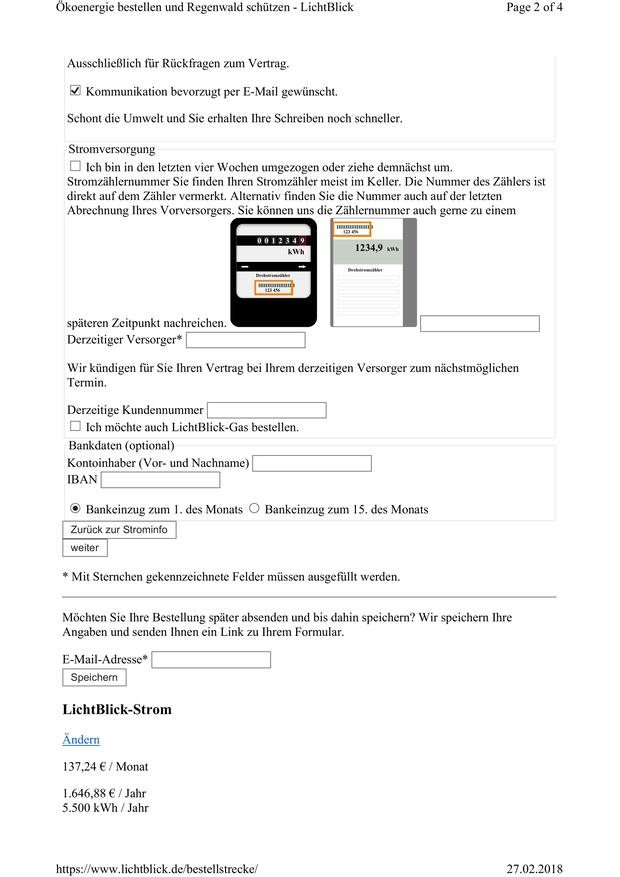 Ökoenergie bestellen und Regenwald schützen - LichtBlick
Page 2 of 4
Ausschließlich für Rückfragen zum Vertrag.
Kommunikation bevorzugt per E-Mail gewünscht.
Schont die Umwelt und Sie erhalten Ihre Schreiben noch schneller.
Stromversorgung
Ich bin in den letzten vier Wochen umgezogen oder ziehe demnächst um.
Stromzählernummer Sie finden Ihren Stromzähler meist im Keller. Die Nummer des Zählers ist
direkt auf dem Zähler vermerkt. Alternativ finden Sie die Nummer auch auf der letzten
Abrechnung Ihres Vorversorgers. Sie können uns die Zählernummer auch gerne zu einem
0 0 1 2 3 4 9
kWh
Drehstromzähler
123 456
123 456
1234,9 kWh
Drehstromzähler
späteren Zeitpunkt nachreichen.
Derzeitiger Versorger*
Wir kündigen für Sie Ihren Vertrag bei Ihrem derzeitigen Versorger zum nächstmöglichen
Termin.
Derzeitige Kundennummer
Ich möchte auch LichtBlick-Gas bestellen.
Bankdaten (optional)
Kontoinhaber (Vor- und Nachname)
IBAN
Bankeinzug zum 1. des Monats Bankeinzug zum 15. des Monats
Zurück zur Strominfo
weiter
* Mit Sternchen gekennzeichnete Felder müssen ausgefüllt werden.
Möchten Sie Ihre Bestellung später absenden und bis dahin speichern? Wir speichern Ihre
Angaben und senden Ihnen ein Link zu Ihrem Formular.
E-Mail-Adresse*
Speichern
LichtBlick-Strom
Ändern
137,24 € / Monat
1.646,88 € / Jahr
5.500 kWh / Jahr
https://www.lichtblick.de/bestellstrecke/
27.02.2018